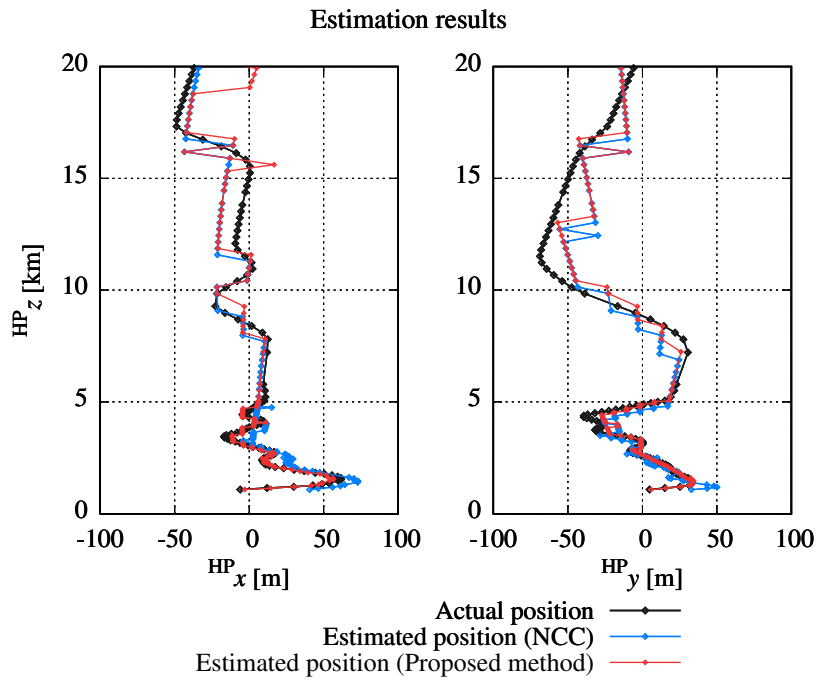 Estimation results
20
15
10
5
0
HPz [km]
-100 -50 0 50 100
HPx [m]
20
15
10
5
0
-100 -50 0 50 100
HPy [m]
Actual position
Estimated position (NCC)
Estimated position (Proposed method)